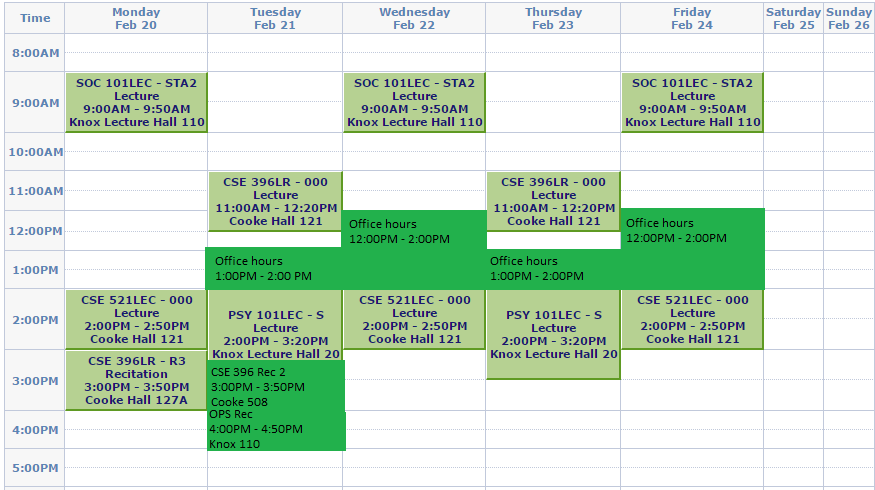 Time
Monday
Feb 20
Tuesday
Feb 21
Wednesday
Feb 22
Thursday
Feb 23
Friday
Feb 24
Saturday
Feb 25
Sunday
Feb 26
8:00AM
9:00AM
SOC 101LEC - STA2
Lecture
9:00AM - 9:50AM
Knox Lecture Hall 110
SOC 101LEC - STA2
Lecture
9:00AM - 9:50AM
Knox Lecture Hall 110
SOC 101LEC - STA2
Lecture
9:00AM - 9:50AM
Knox Lecture Hall 110
10:00AM
11:00AM
CSE 396LR - 000
Lecture
11:00AM - 12:20PM
Cooke Hall 121
CSE 396LR - 000
Lecture
11:00AM - 12:20PM
Cooke Hall 121
12:00PM
Office hours
12:00PM - 2:00PM
Office hours
12:00PM - 2:00PM
1:00PM
Office hours
1:00PM - 2:00 PM
Office hours
1:00PM - 2:00PM
2:00PM
CSE 521LEC - 000
Lecture
2:00PM - 2:50PM
Cooke Hall 121
PSY 101LEC - S
Lecture
2:00PM - 3:20PM
Knox Lecture Hall 20
CSE 521LEC - 000
Lecture
2:00PM - 2:50PM
Cooke Hall 121
PSY 101LEC - S
Lecture
2:00PM - 3:20PM
Knox Lecture Hall 20
CSE 521LEC - 000
Lecture
2:00PM - 2:50PM
Cooke Hall 121
3:00PM
CSE 396LR - R3
Recitation
3:00PM - 3:50PM
Cooke Hall 127A
CSE 396 Rec 2
3:00PM - 3:50PM
Cooke 508
4:00PM
OPS Rec
4:00PM - 4:50PM
Knox 110
5:00PM